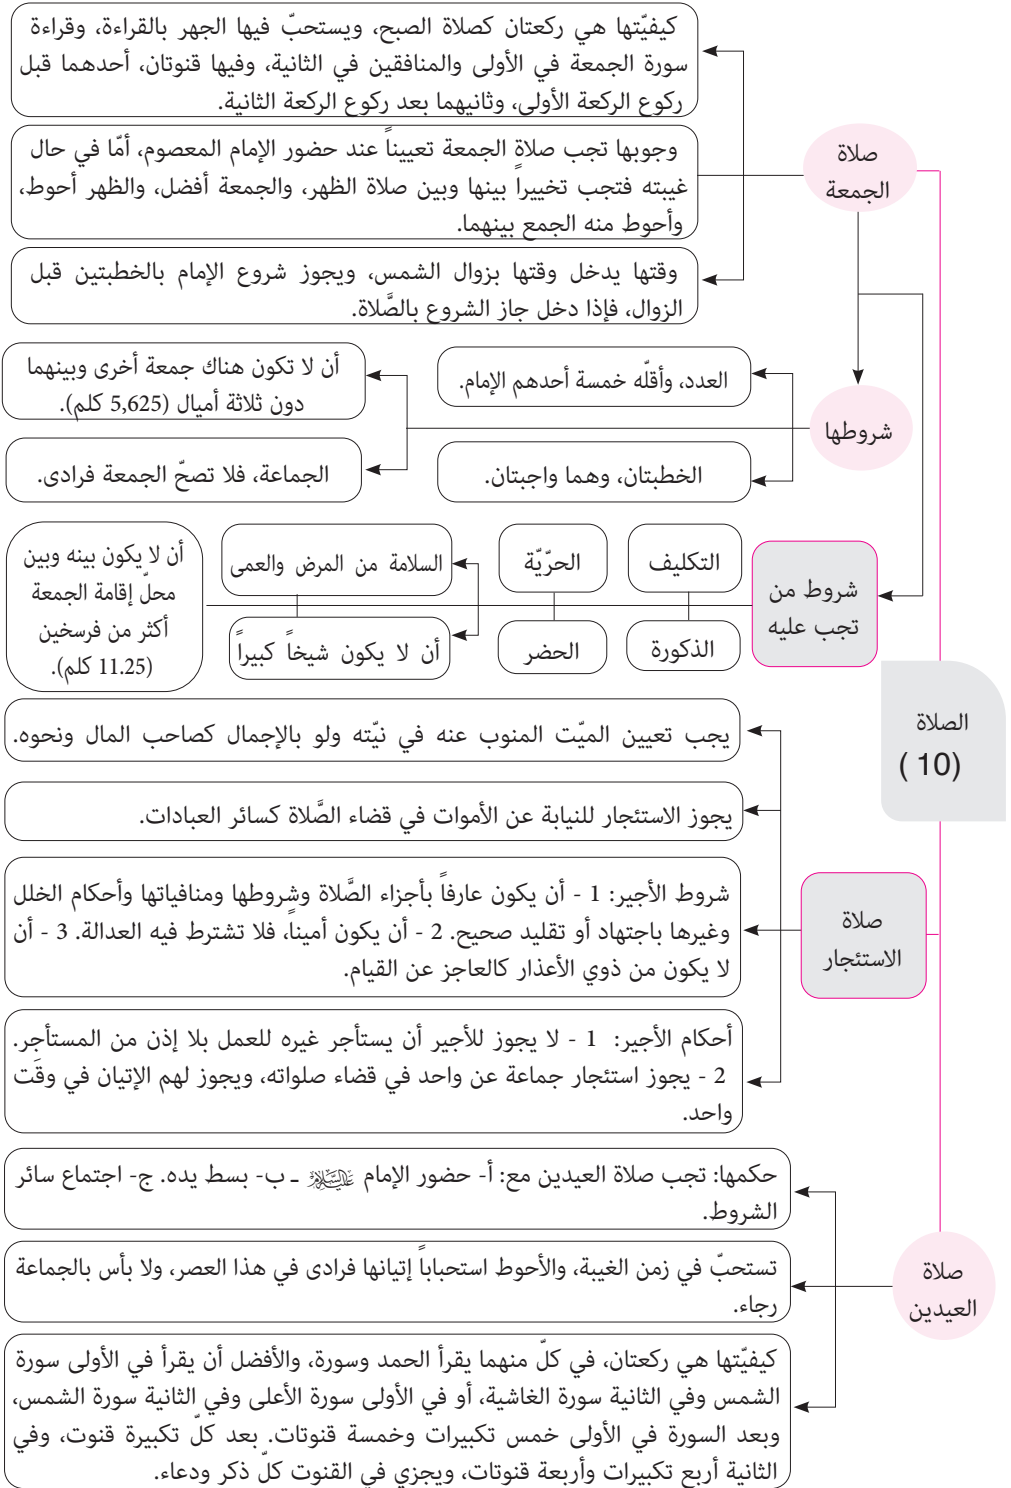 الصلاة
(10)
صلاة
الجمعة
كيفيّتها هي ركعتان كصلاة الصبح، ويستحبّ فيها الجهر بالقراءة، وقراءة
سورة الجمعة في الأولى والمنافقين في الثانية، وفيها قنوتان، أحدهما قبل
ركوع الركعة الأولى، وثانيهما بعد ركوع الركعة الثانية.
وجوبها تجب صلاة الجمعة تعييناً عند حضور الإمام المعصوم، أمّا في حال
غيبته فتجب تخييراً بينها وبين صلاة الظهر، والجمعة أفضل، والظهر أحوط،
وأحوط منه الجمع بينهما.
وقتها يدخل وقتها بزوال الشمس، ويجوز شروع الإمام بالخطبتين قبل
الزوال، فإذا دخل جاز الشروع بالصَّلاة.
شروطها
العدد، وأقلّه خمسة أحدهم الإمام.
أن لا تكون هناك جمعة أخرى وبينهما
دون ثلاثة أميال (5,625 كلم).
الخطبتان، وهما واجبتان.
الجماعة، فلا تصحّ الجمعة فرادى.
شروط من
تجب عليه
التكليف
الحرّيّة
السلامة من المرض والعمى
الذكورة
الحضر
أن لا يكون شيخاً كبيراً
أن لا يكون بينه وبين
محلّ إقامة الجمعة
أكثر من فرسخين
(11.25 كلم).
صلاة
الاستئجار
يجب تعيين الميّت المنوب عنه في نيّته ولو بالإجمال كصاحب المال ونحوه.
يجوز الاستئجار للنيابة عن الأموات في قضاء الصَّلاة كسائر العبادات.
شروط الأجير: 1 - أن يكون عارفاً بأجزاء الصَّلاة وشروطها ومنافياتها وأحكام الخلل
وغيرها باجتهاد أو تقليد صحيح. 2 - أن يكون أميناً، فلا تشترط فيه العدالة. 3 - أن
لا يكون من ذوي الأعذار كالعاجز عن القيام.
أحكام الأجير: 1 - لا يجوز للأجير أن يستأجر غيره للعمل بلا إذن من المستأجر.
2 - يجوز استئجار جماعة عن واحد في قضاء صلواته، ويجوز لهم الإتيان في وقت
واحد.
صلاة
العيدين
حكمها: تجب صلاة العيدين مع: أ- حضور الإمام عليه السلام ـ ب- بسط يده. ج- اجتماع سائر
الشروط.
تستحبّ في زمن الغيبة، والأحوط استحباباً إتيانها فرادى في هذا العصر، ولا بأس بالجماعة
رجاء.
كيفيّتها هي ركعتان، في كلّ منهما يقرأ الحمد وسورة، والأفضل أن يقرأ في الأولى سورة
الشمس وفي الثانية سورة الغاشية، أو في الأولى سورة الأعلى وفي الثانية سورة الشمس،
وبعد السورة في الأولى خمس تكبيرات وخمسة قنوتات. بعد كلّ تكبيرة قنوت، وفي
الثانية أربع تكبيرات وأربعة قنوتات، ويجزي في القنوت كلّ ذكر ودعاء.